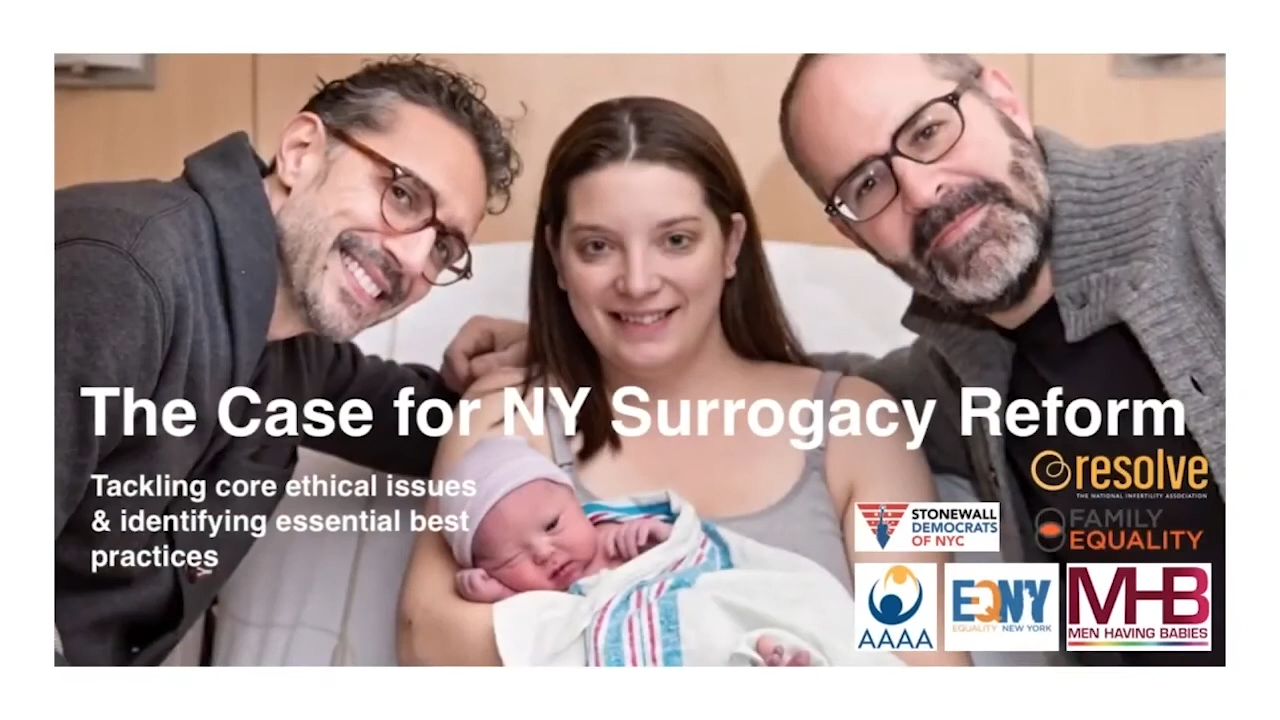 The Case for NY Surrogacy Reform
Tackling core ethical issues
& identifying essential best
practices
resolve
THE NATIONAL INFERTILITY ASSOCIATION
STONEWALL
DEMOCRATS
OF NYC
FAMILY
EQUALITY
AAAA
EQNY
EQUALITY NEW YORK
MHB
MEN HAVING BABIES